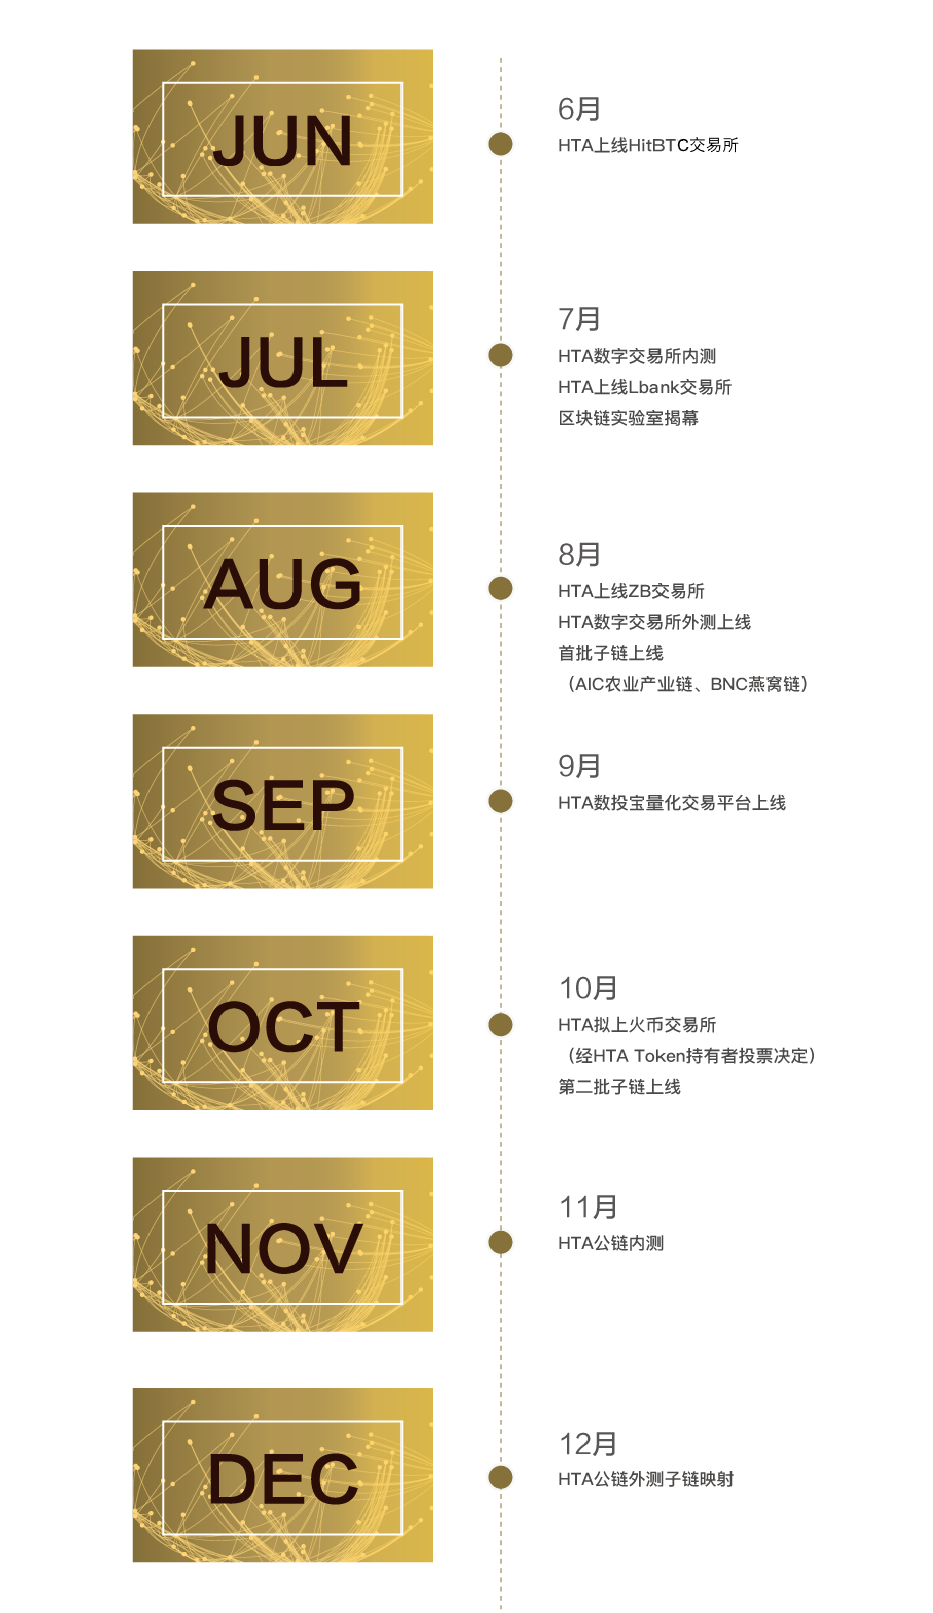 JUN
6月
HTA上线HitBTC交易所
JUL
7月
HTA数字交易所内测
HTA上线Lbank交易所
区块链实验室揭幕
AUG
8月
HTA上线ZB交易所
HTA数字交易所外测上线
首批子链上线
（AIC农业产业链、BNC燕窝链）
SEP
9月
HTA数投宝量化交易平台上线
OCT
10月
HTA拟上火币交易所
（经HTA Token持有者投票决定）
第二批子链上线
NOV
11月
HTA公链内测
DEC
12月
HTA公链外测子链映射